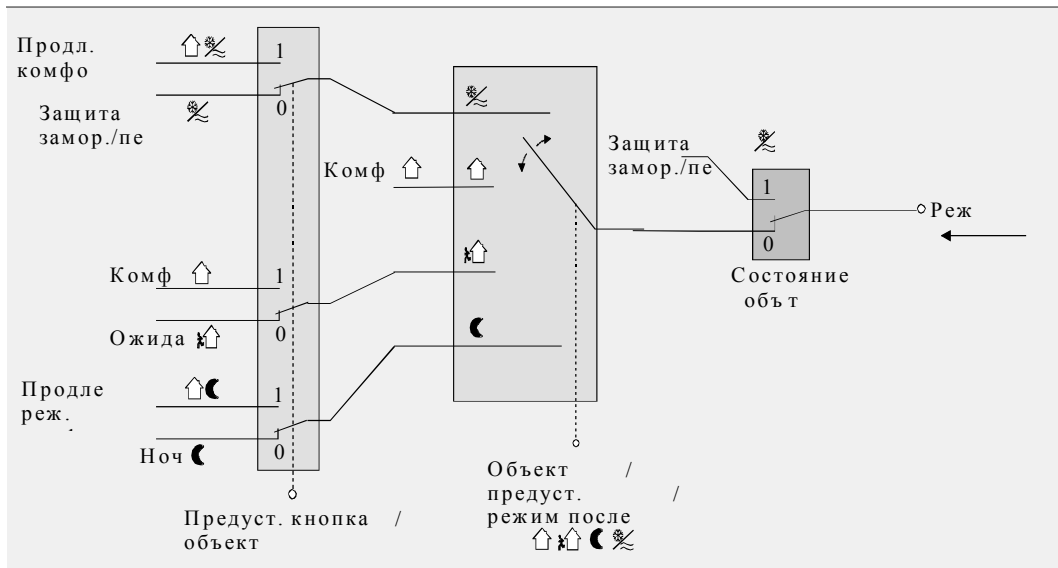 Продл.
комфо
1
0
Защита
замор./пе
Комф
Защита
замор./пе
1
0
Реж
Состояние
объ т
Комф
1
0
Ожида
Продле
реж.
1
0
Ноч
Предуст. кнопка /
объект
Объект /
предуст. /
режим после